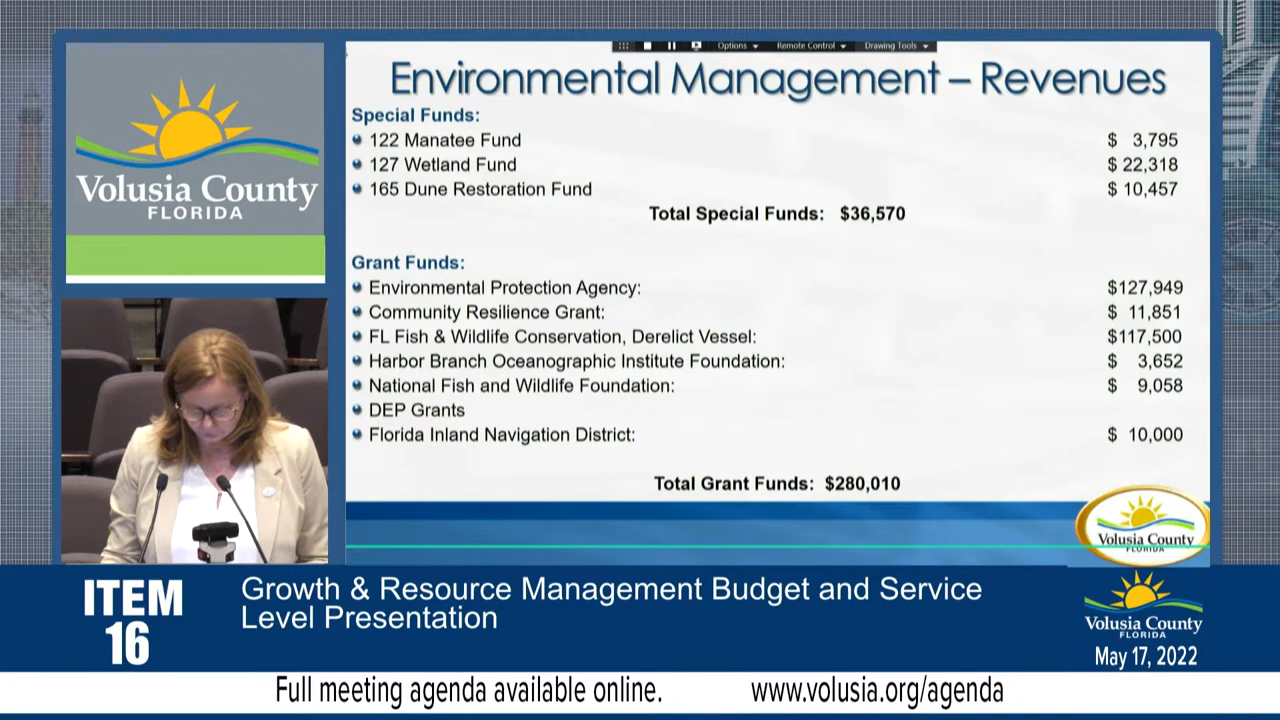 Options
Remote Control
Drawing Tools
Environmental Management – Revenues
Special Funds:
122 Manatee Fund $ 3,795
127 Wetland Fund $ 22,318
165 Dune Restoration Fund $ 10,457
Total Special Funds: $36,570
Grant Funds:
Environmental Protection Agency: $127,949
Community Resilience Grant: $ 11,851
FL Fish & Wildlife Conservation, Derelict Vessel: $117,500
Harbor Branch Oceanographic Institute Foundation: $ 3,652
National Fish and Wildlife Foundation: $ 9,058
DEP Grants
Florida Inland Navigation District: $ 10,000
Total Grant Funds: $280,010
Volusia County
FLORIDA
Volusia County
FLORIDA
ITEM
16
Growth & Resource Management Budget and Service
Level Presentation
Volusia County
FLORIDA
May 17, 2022
Full meeting agenda available online. www.volusia.org/agenda